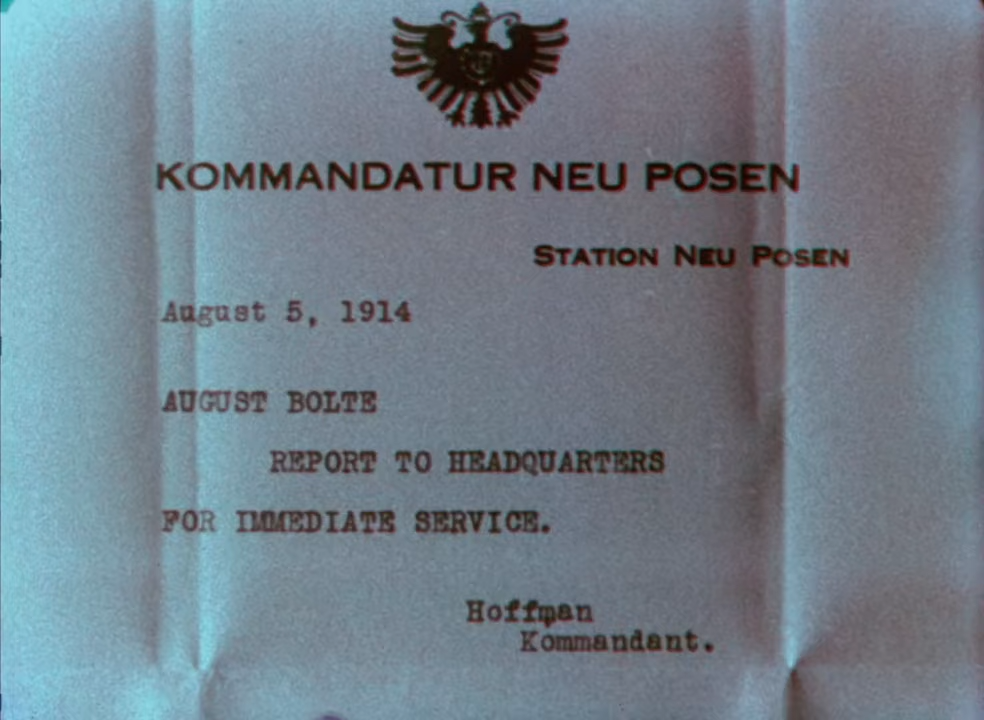 KOMMANDATUR NEU POSEN
STATION NEU POSEN
August 5, 1914
AUGUST BOLTE
REPORT TO HEADQUARTERS
FOR IMMEDIATE SERVICE.
Hoffman
Kommandant.